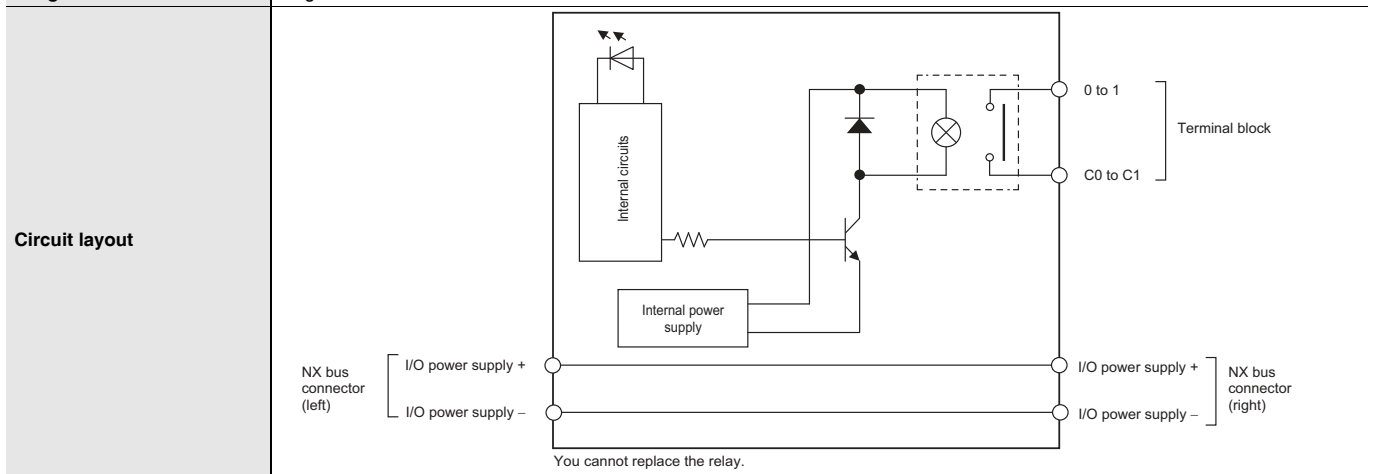 Circuit layout
Internal circuits
0 to 1
Terminal block
C0 to C1
Internal power
supply
NX bus
connector
(left)
I/O power supply +
I/O power supply –
I/O power supply +
I/O power supply –
NX bus
connector
(right)
You cannot replace the relay.